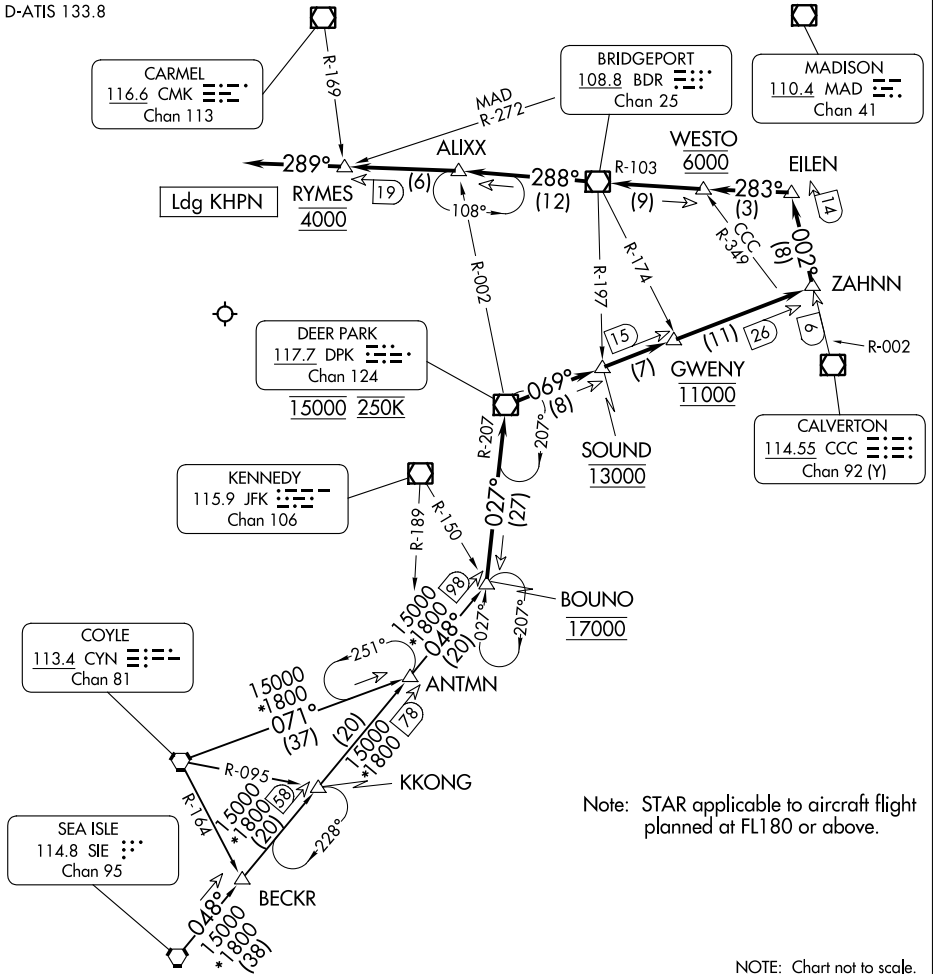 D-ATIS 133.8
CARMEL
116.6 CMK
Chan 113
R-169
BRIDGEPORT
108.8 BDR
Chan 25
MADISON
110.4 MAD
Chan 41
MAD
R-272
WESTO
6000
ALIXX
EILEN
289°
RYMES
4000
19
(6)
108°
288°
(12)
R-103
(9)
283°
(3)
14
Ldg KHPN
CCC
R-349
002°
(8)
R-002
R-197
R-174
ZAHNN
DEER PARK
117.7 DPK
Chan 124
15000 250K
15
(11)
26
9
R-002
(7)
GWENY
11000
069°
(8)
R-207
207°
SOUND
13000
CALVERTON
114.55 CCC
Chan 92 (Y)
KENNEDY
115.9 JFK
Chan 106
R-189
R-150
027°
(27)
BOUNO
17000
15000
*1800
98
048°
(20)
027°
207°
COYLE
113.4 CYN
Chan 81
251°
ANTMN
15000
*1800
071°
(37)
(20)
15000
*1800
78
R-095
R-164
KKONG
15000
*1800
58
(20)
228°
Note: STAR applicable to aircraft flight
planned at FL180 or above.
SEA ISLE
114.8 SIE
Chan 95
BECKR
048°
15000
*1800
(38)
NOTE: Chart not to scale.